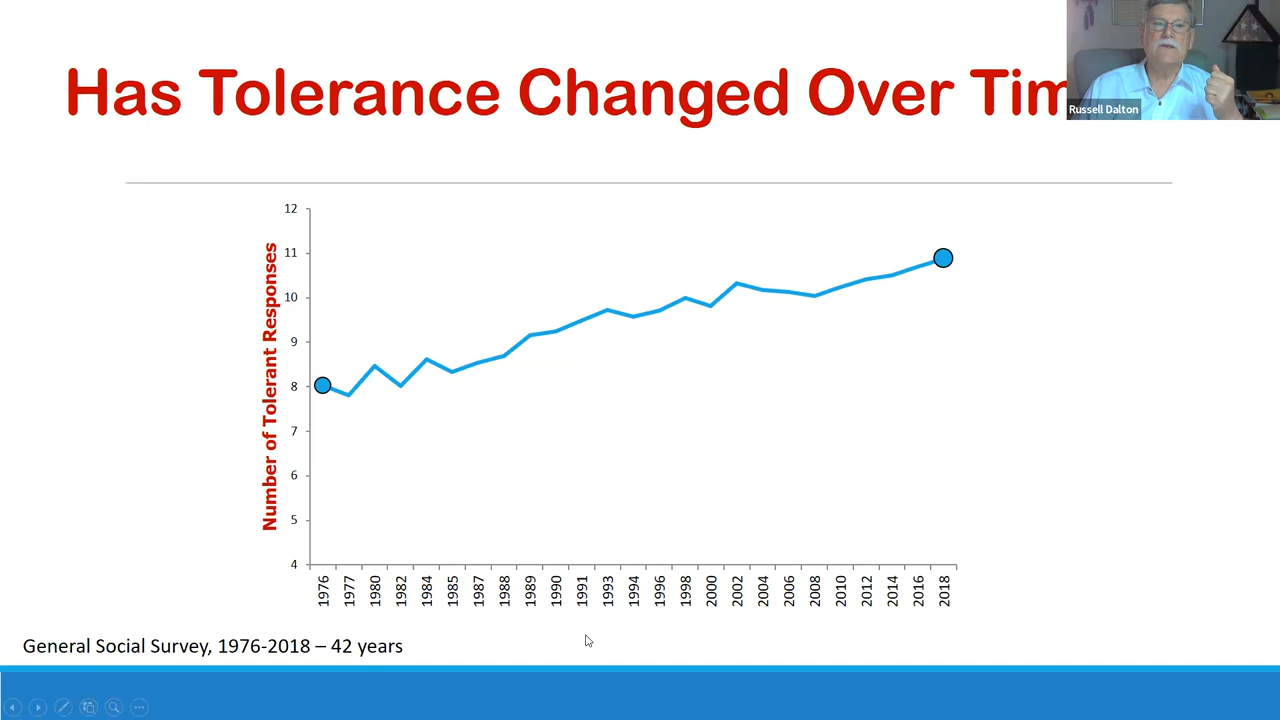 Has Tolerance Changed Over Tim
Russell Dalton
Number of Tolerant Responses
12
11
10
9
8
7
6
5
4
1976 1977 1980 1982 1984 1985 1987 1988 1989 1990 1991 1993 1994 1996 1998 2000 2002 2004 2006 2008 2010 2012 2014 2016 2018
General Social Survey, 1976-2018 – 42 years